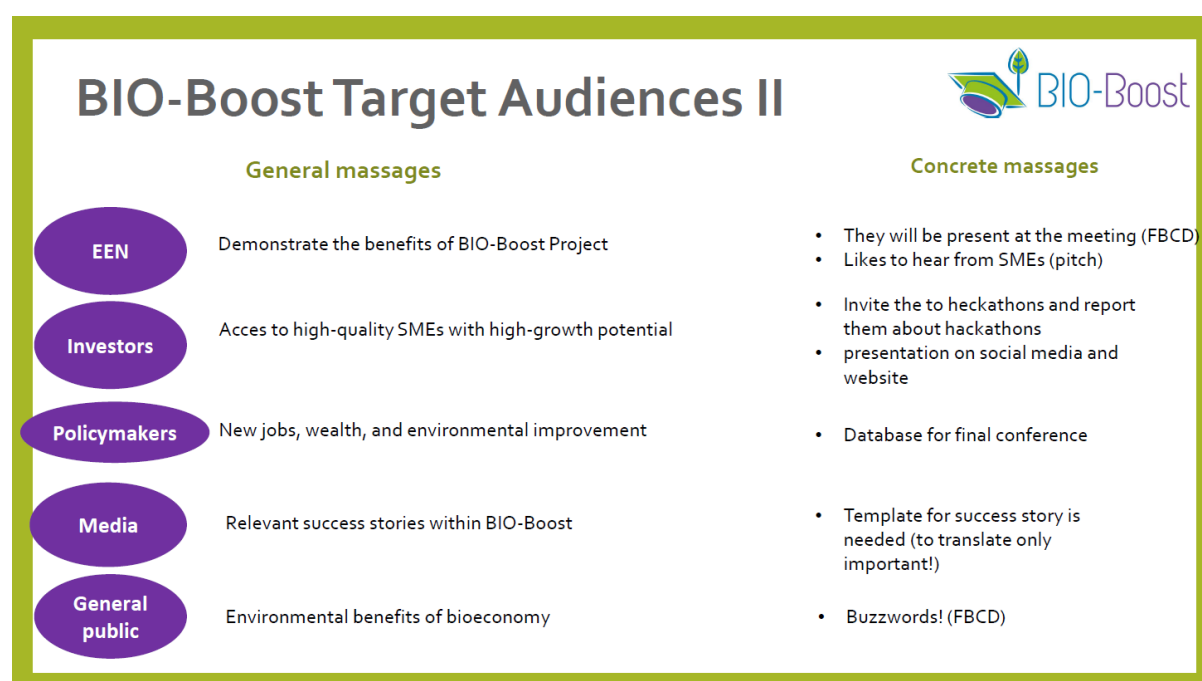 BIO-Boost Target Audiences II
BIO-Boost
General massages
Concrete massages
EEN
Demonstrate the benefits of BIO-Boost Project
• They will be present at the meeting (FBCD)
• Likes to hear from SMEs (pitch)
Investors
Acces to high-quality SMEs with high-growth potential
• Invite the to heckathons and report
them about hackathons
• presentation on social media and
website
Policymakers
New jobs, wealth, and environmental improvement
• Database for final conference
Media
Relevant success stories within BIO-Boost
• Template for success story is
needed (to translate only
important!)
General
public
Environmental benefits of bioeconomy
• Buzzwords! (FBCD)